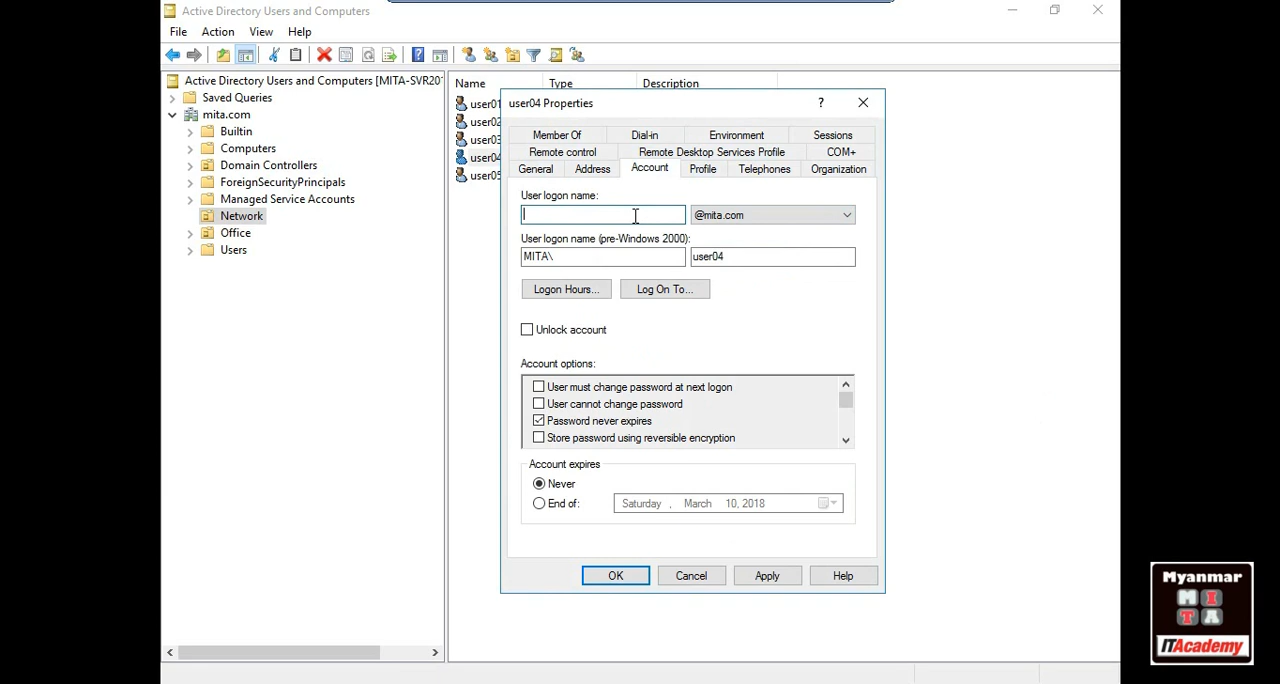 Active Directory Users and Computers
File Action View Help
Active Directory Users and Computers [MITA-SVR20
Saved Queries
mita.com
Builtin
Computers
Domain Controllers
ForeignSecurityPrincipals
Managed Service Accounts
Network
Office
Users
Name Type Description
user01
user02
user03
user04
user05
user04 Properties
Member Of Dial-in Environment Sessions
Remote control Remote Desktop Services Profile COM+
General Address Account Profile Telephones Organization
User logon name:
@mita.com
User logon name (pre-Windows 2000):
MITA\ user04
Logon Hours... Log On To...
Unlock account
Account options:
User must change password at next logon
User cannot change password
Password never expires
Store password using reversible encryption
Account expires
Never
End of: Saturday , March 10, 2018
OK Cancel Apply Help
Myanmar
M I
T A
ITAcademy